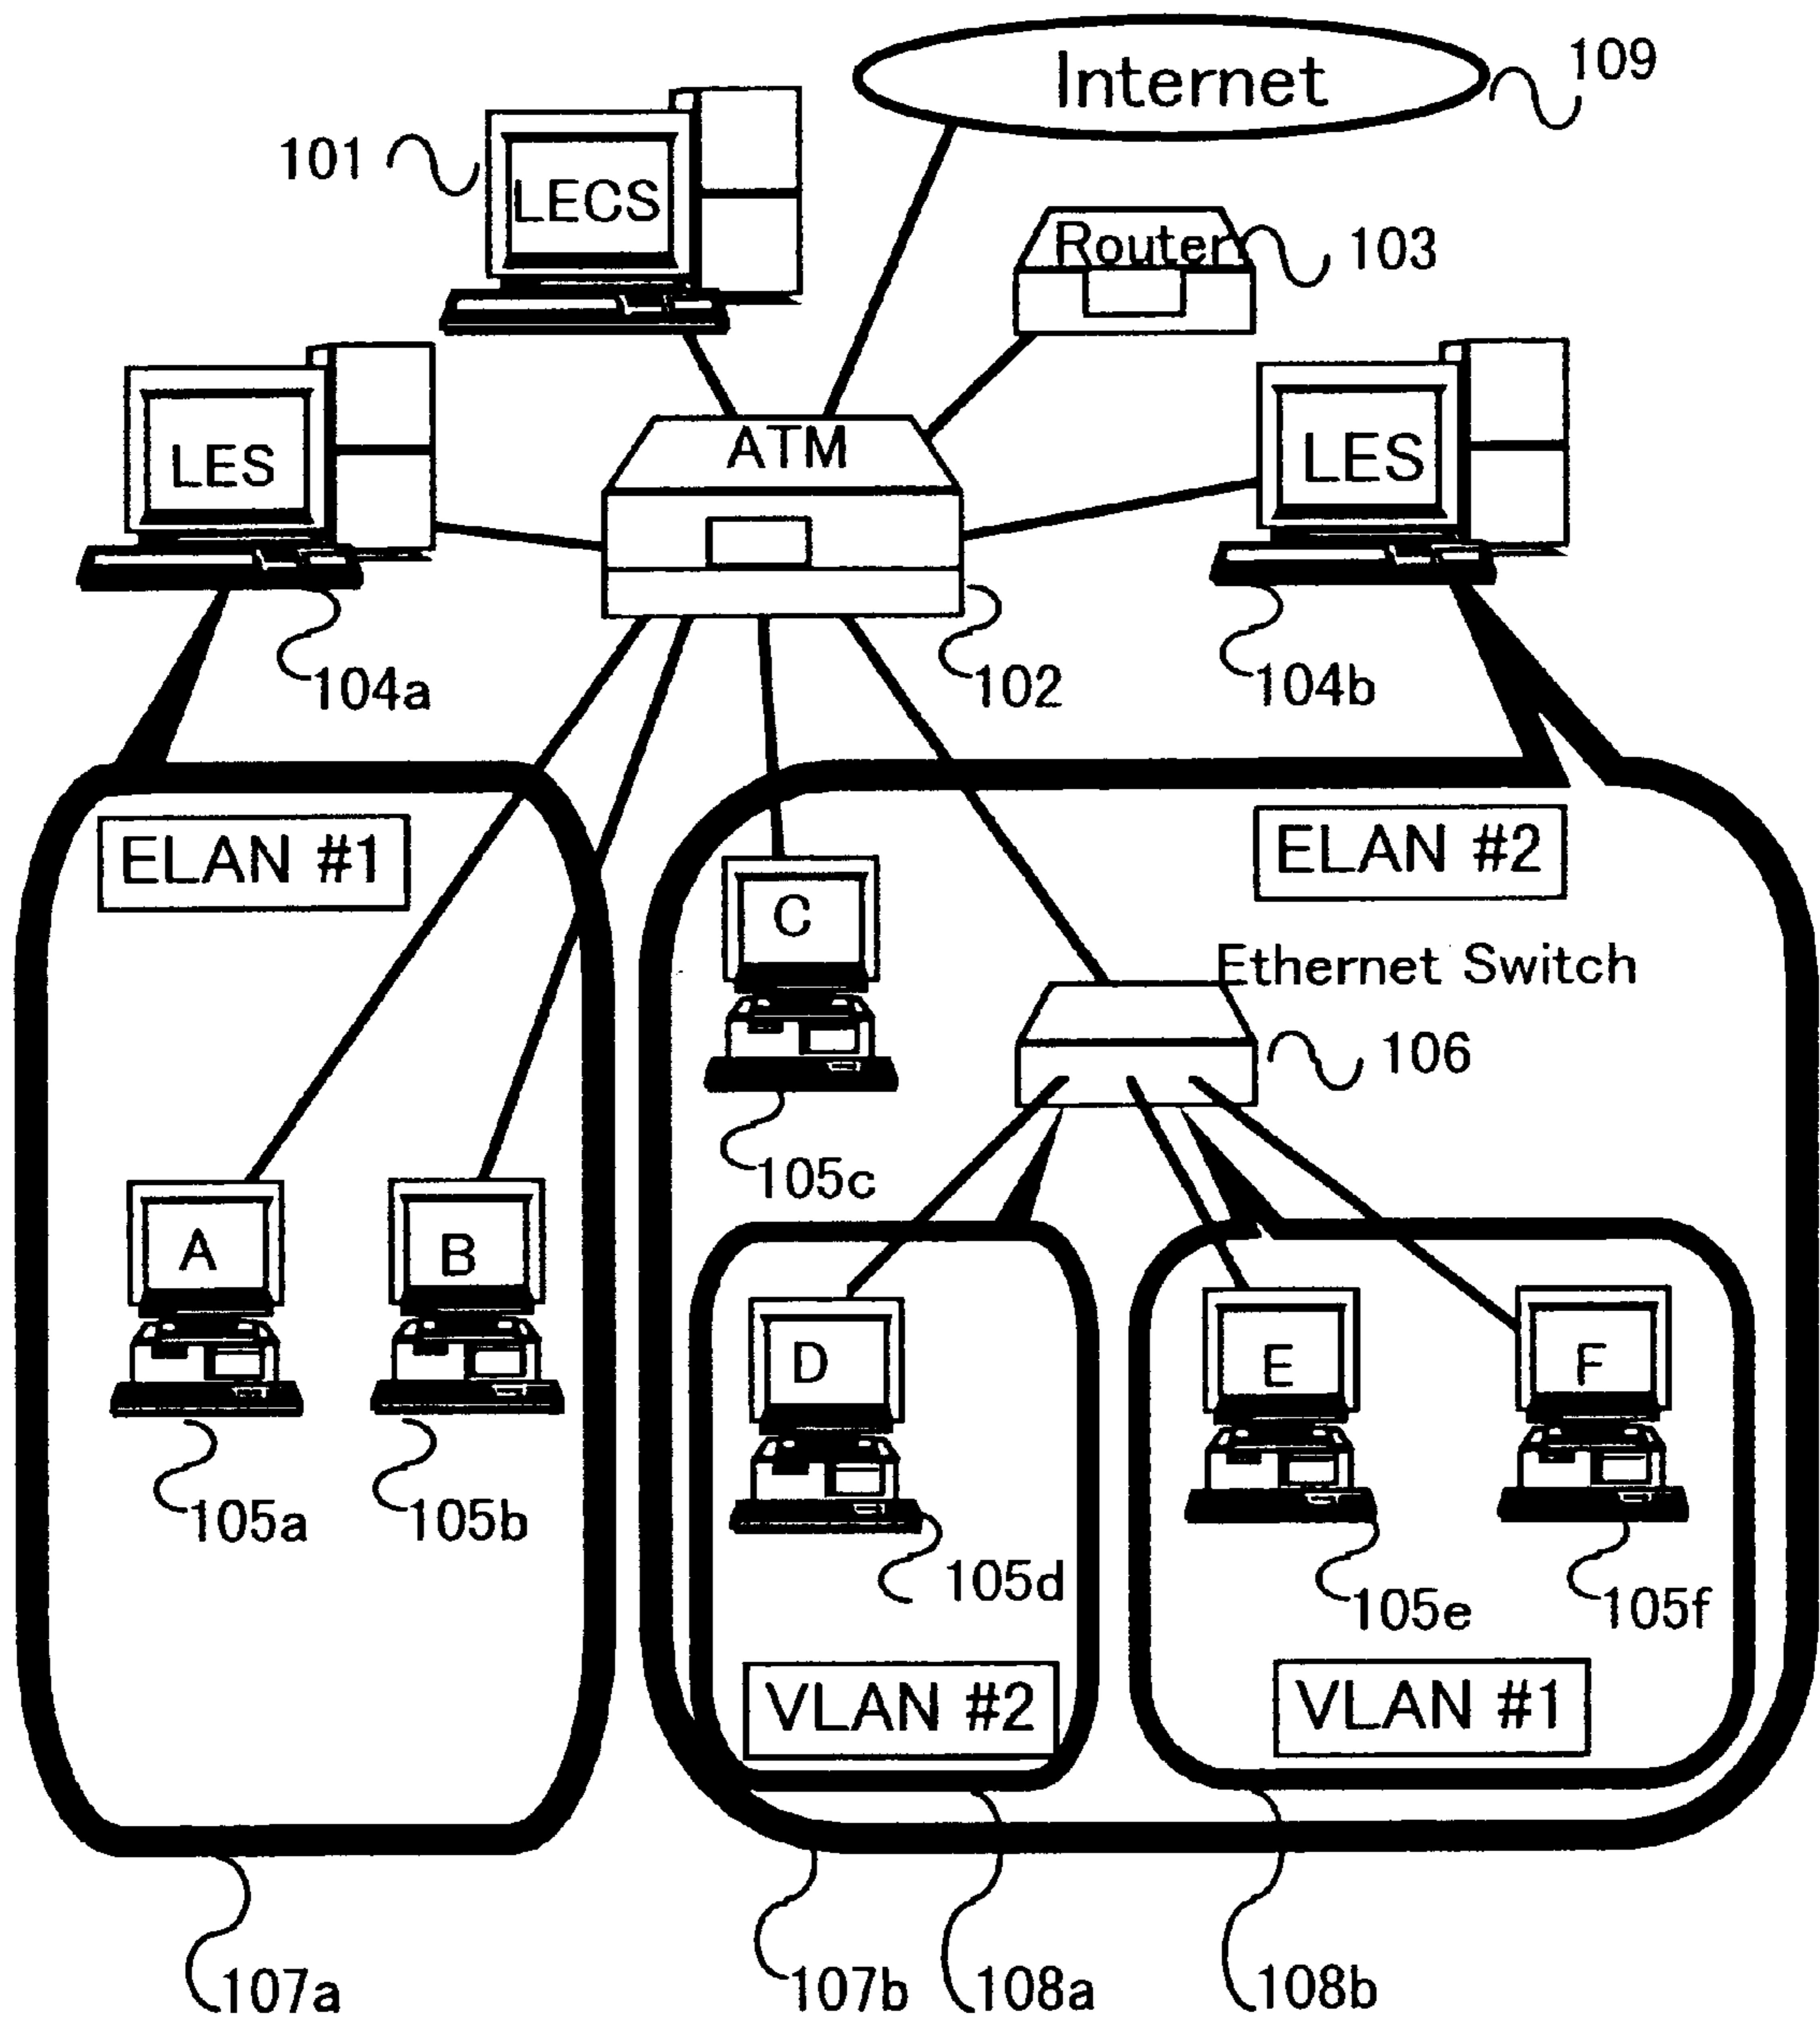 Internet
109
101
LECS
Router
103
LES
ATM
LES
104a
102
104b
ELAN #1
ELAN #2
C
Ethernet Switch
106
105c
A
B
D
E
F
105a
105b
105d
105e
105f
VLAN #2
VLAN #1
107a
107b
108a
108b